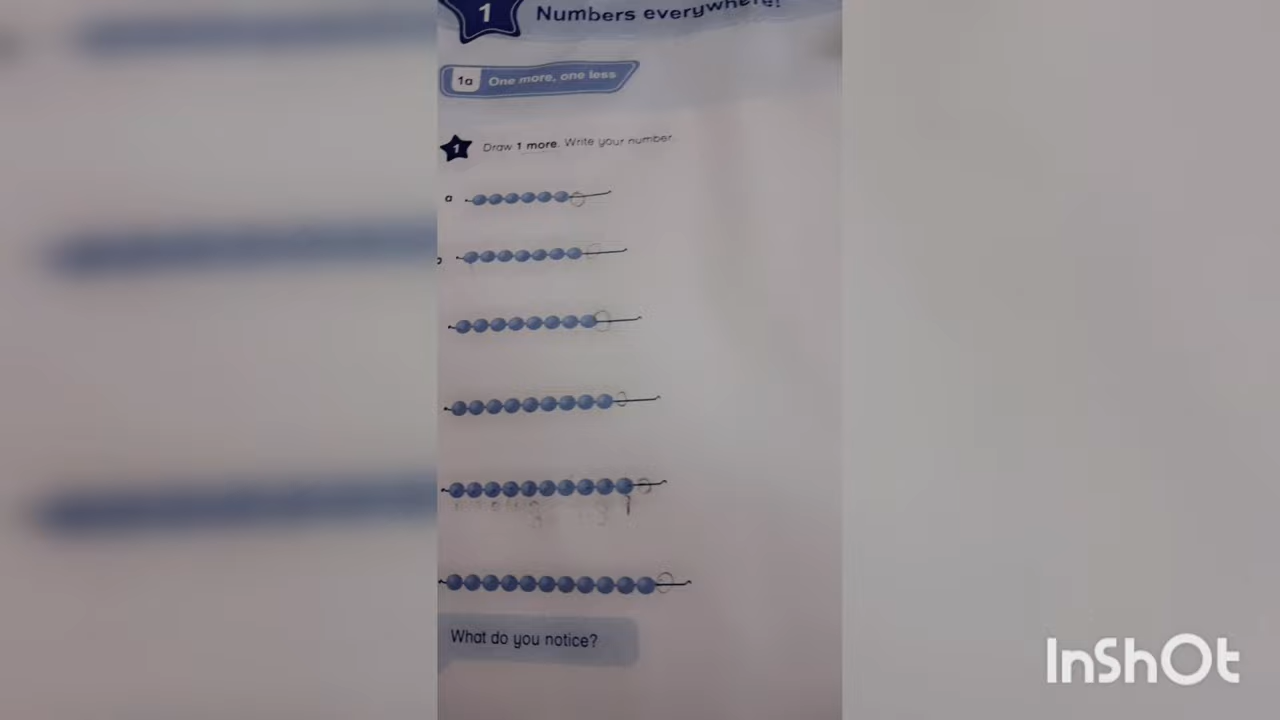 1 Numbers everywhere!
1a One more, one less
1 Draw 1 more. Write your number.
a
What do you notice?
InShOt